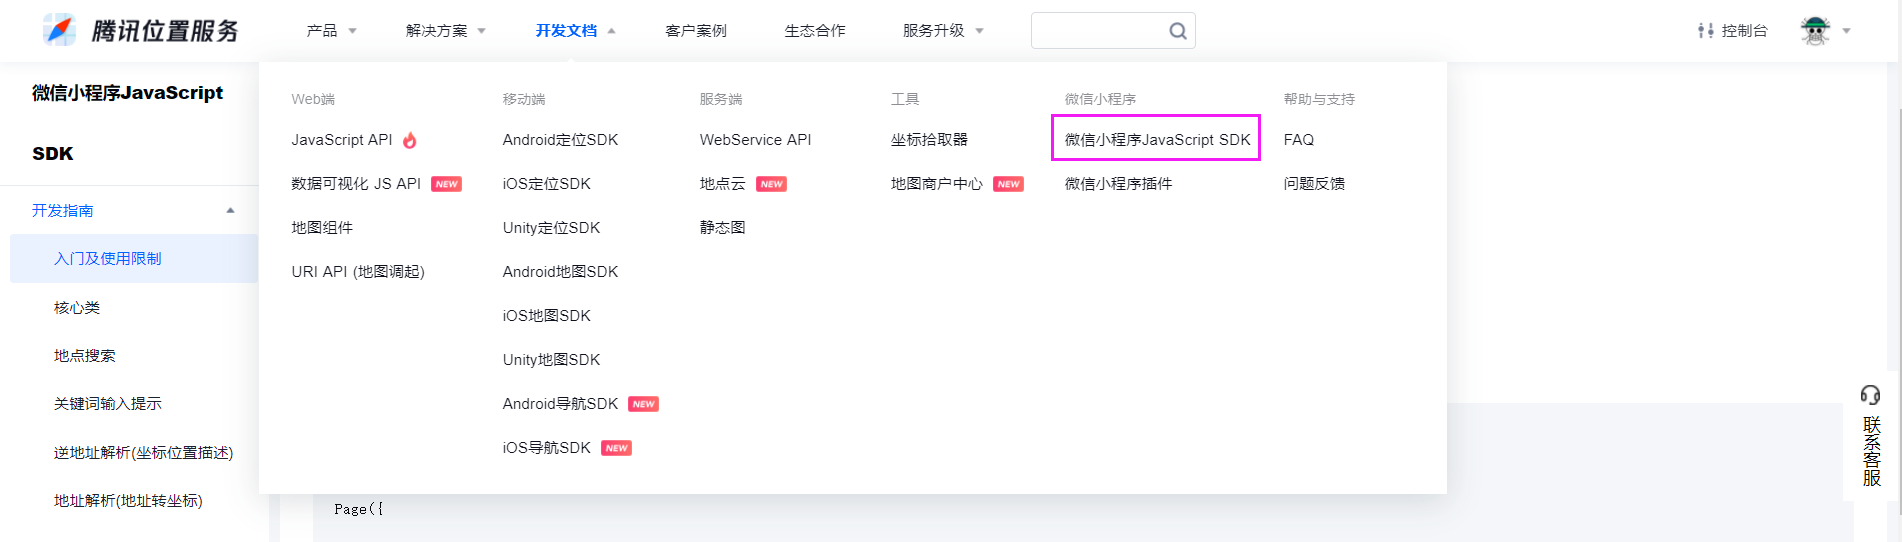 腾讯位置服务
产品
解决方案
开发文档
客户案例
生态合作
服务升级
控制台
微信小程序JavaScript
SDK
开发指南
入门及使用限制
核心类
地点搜索
关键词输入提示
逆地址解析(坐标位置描述)
地址解析(地址转坐标)
Web端
JavaScript API
数据可视化 JS API NEW
地图组件
URI API (地图调起)
移动端
Android定位SDK
iOS定位SDK
Unity定位SDK
Android地图SDK
iOS地图SDK
Unity地图SDK
Android导航SDK NEW
iOS导航SDK NEW
服务端
WebService API
地点云 NEW
静态图
工具
坐标拾取器
地图商户中心 NEW
微信小程序
微信小程序JavaScript SDK
微信小程序插件
帮助与支持
FAQ
问题反馈
Page({
联系客服